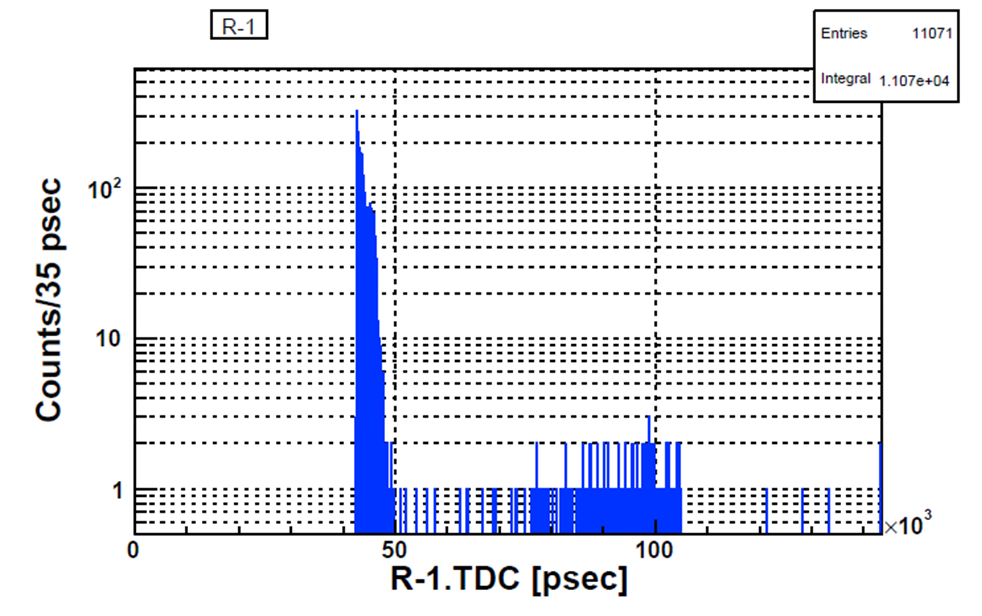 R-1
Entries 11071
Integral 1.107e+04
Counts/35 psec
10²
10
1
0 50 100
×10³
R-1.TDC [psec]